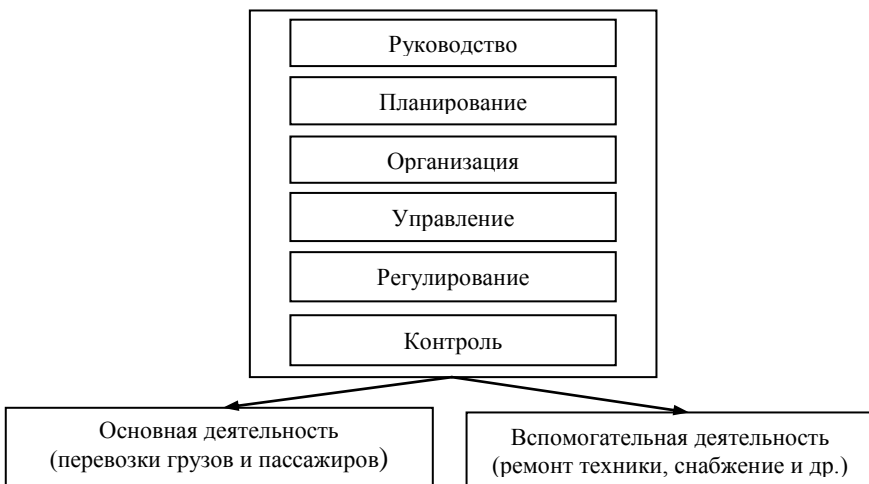 Руководство
Планирование
Организация
Управление
Регулирование
Контроль
Основная деятельность
(перевозки грузов и пассажиров)
Вспомогательная деятельность
(ремонт техники, снабжение и др.)